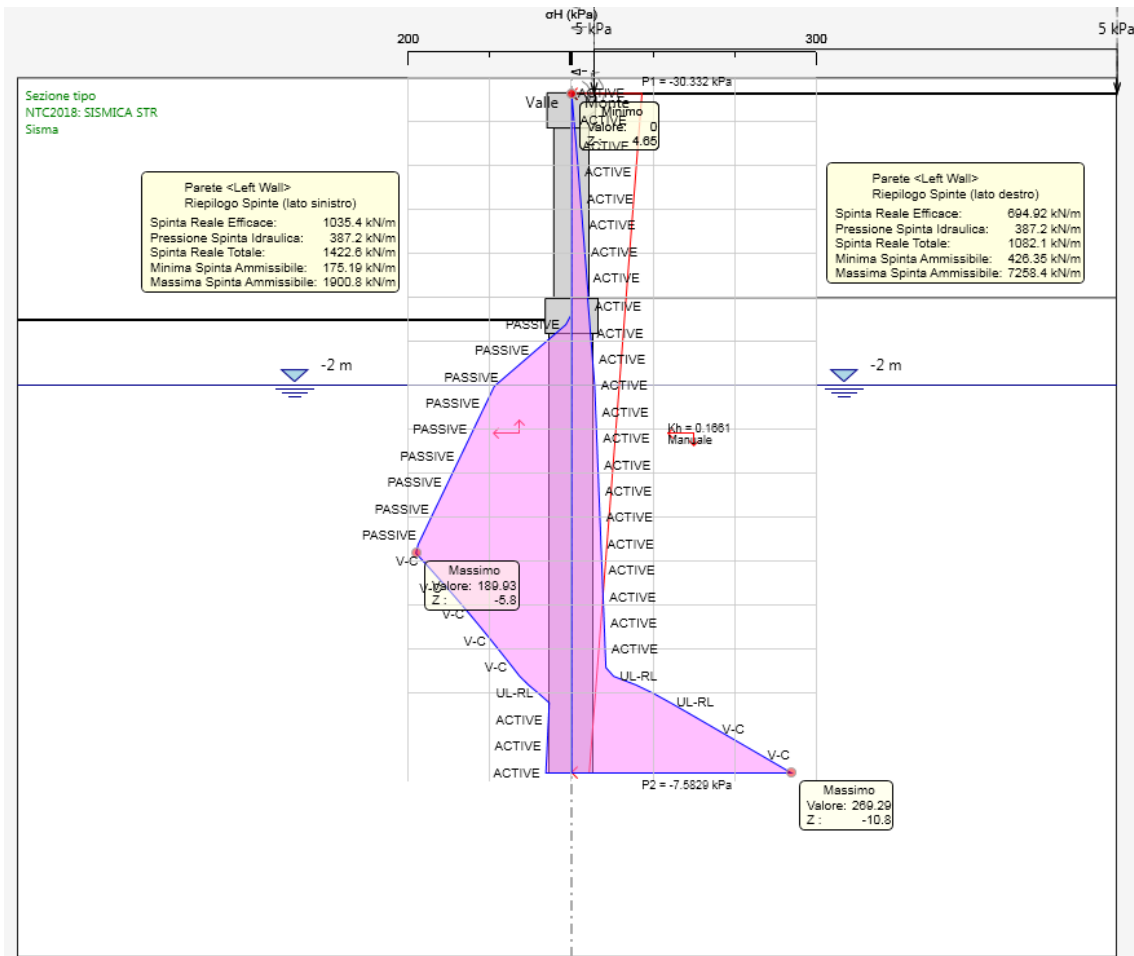 σH (kPa)
-5 kPa
5 kPa
200
300
P1 = -30.332 kPa
Sezione tipo
NTC2018: SISMICA STR
Sisma
Valle
Monte
ACTIVE
Minimo
Valore: 0
Z : 4.65
ACTIVE
ACTIVE
ACTIVE
ACTIVE
ACTIVE
ACTIVE
ACTIVE
Parete <Left Wall>
Riepilogo Spinte (lato sinistro)
Spinta Reale Efficace: 1035.4 kN/m
Pressione Spinta Idraulica: 387.2 kN/m
Spinta Reale Totale: 1422.6 kN/m
Minima Spinta Ammissibile: 175.19 kN/m
Massima Spinta Ammissibile: 1900.8 kN/m
Parete <Left Wall>
Riepilogo Spinte (lato destro)
Spinta Reale Efficace: 694.92 kN/m
Pressione Spinta Idraulica: 387.2 kN/m
Spinta Reale Totale: 1082.1 kN/m
Minima Spinta Ammissibile: 426.35 kN/m
Massima Spinta Ammissibile: 7258.4 kN/m
ACTIVE
PASSIVE
ACTIVE
PASSIVE
ACTIVE
-2 m
-2 m
PASSIVE
ACTIVE
PASSIVE
ACTIVE
PASSIVE
ACTIVE
Kh = 0.1661
Manuale
PASSIVE
ACTIVE
PASSIVE
ACTIVE
PASSIVE
ACTIVE
PASSIVE
ACTIVE
V-C
ACTIVE
Massimo
Valore: 189.93
Z : -5.8
V-C
ACTIVE
V-C
ACTIVE
V-C
ACTIVE
V-C
UL-RL
UL-RL
UL-RL
ACTIVE
V-C
ACTIVE
V-C
ACTIVE
P2 = -7.5829 kPa
Massimo
Valore: 269.29
Z : -10.8